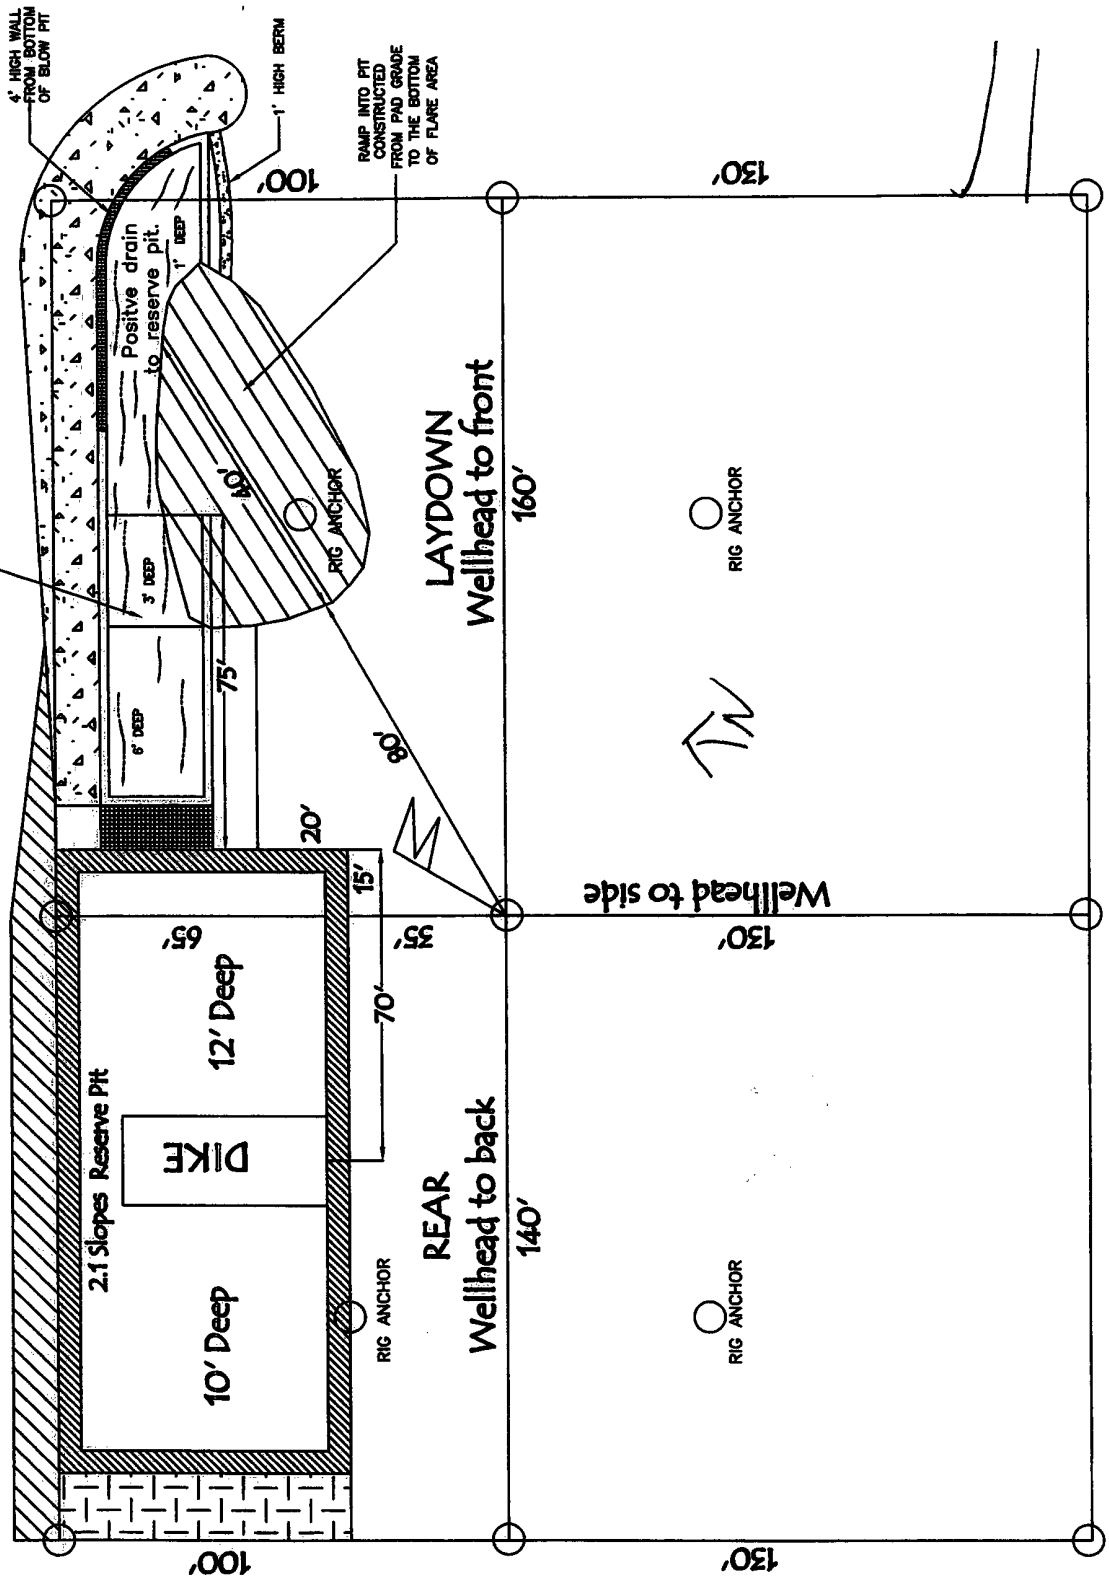 4' HIGH WALL
FROM BOTTOM
OF BLOW PIT
1' HIGH BERM
RAMP INTO PIT
CONSTRUCTED
FROM PAD GRADE
TO THE BOTTOM
OF FLARE AREA
100'
130'
Positve drain
to reserve pit.
1' DEEP
3' DEEP
6' DEEP
40'
RIG ANCHOR
75'
80'
20'
15'
LAYDOWN
Wellhead to front
160'
RIG ANCHOR
N
Wellhead to side
130'
65'
35'
70'
2.1 Slopes Reserve Pit
12' Deep
DIKE
10' Deep
REAR
Wellhead to back
140'
RIG ANCHOR
RIG ANCHOR
100'
130'